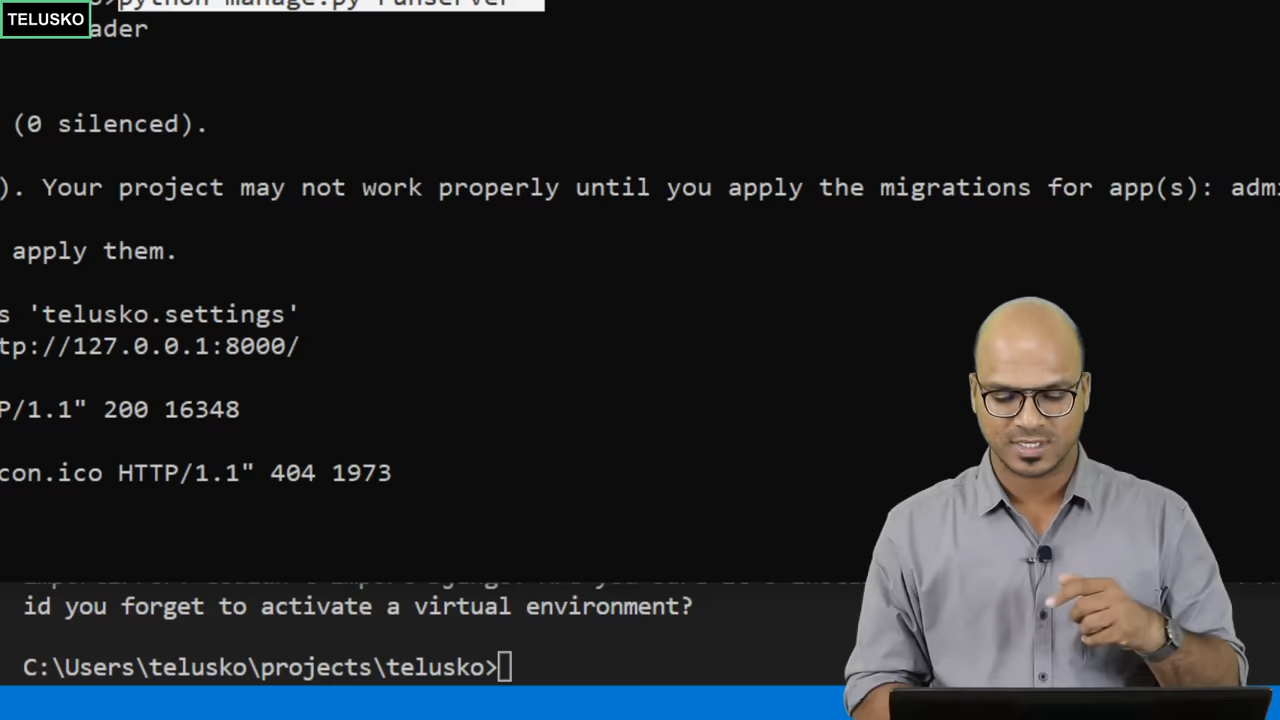 >python manage.py runserver
TELUSKO
ader
(0 silenced).
). Your project may not work properly until you apply the migrations for app(s): adm
apply them.
s 'telusko.settings'
tp://127.0.0.1:8000/
P/1.1" 200 16348
con.ico HTTP/1.1" 404 1973
id you forget to activate a virtual environment?
C:\Users\telusko\projects\telusko>